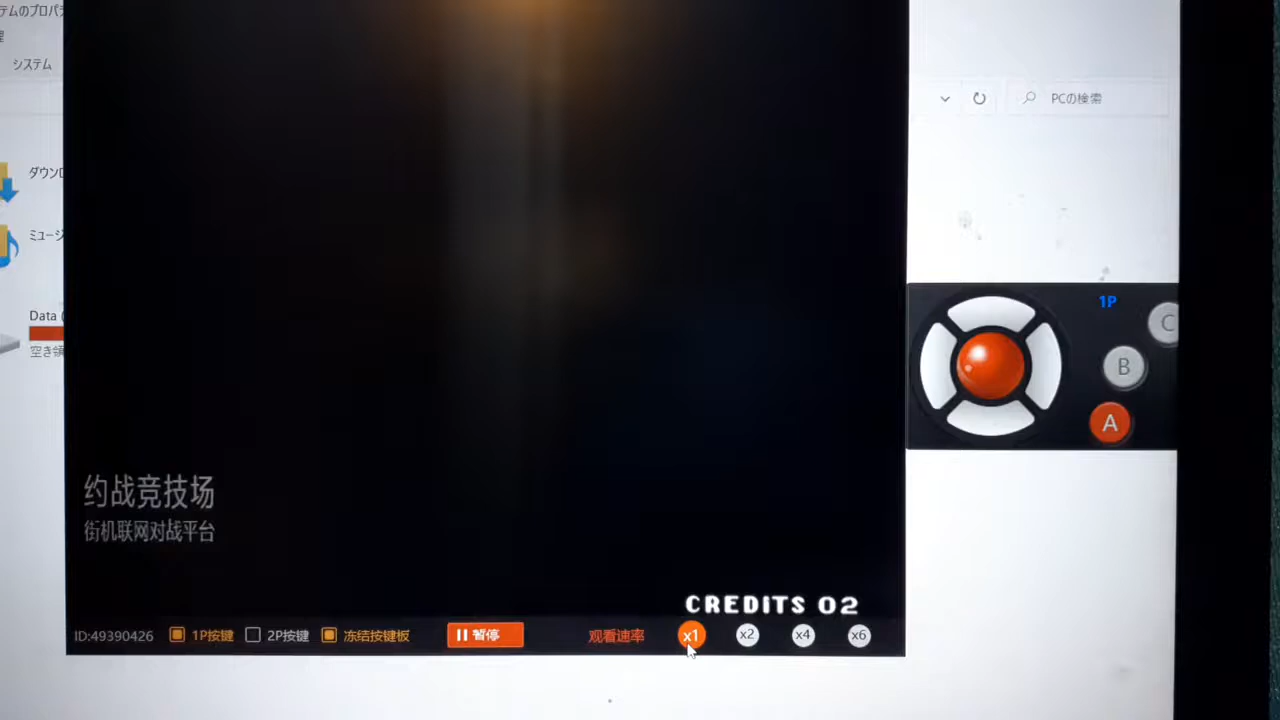 テムのプロパテ
理
システム
PCの検索
ダウンロ
ミュージ
Data (
空き領
1P
C
B
A
约战竞技场
街机联网对战平台
CREDITS 02
ID:49390426 1P按键 2P按键 冻结按键板 暂停 观看速率 x1 x2 x4 x6